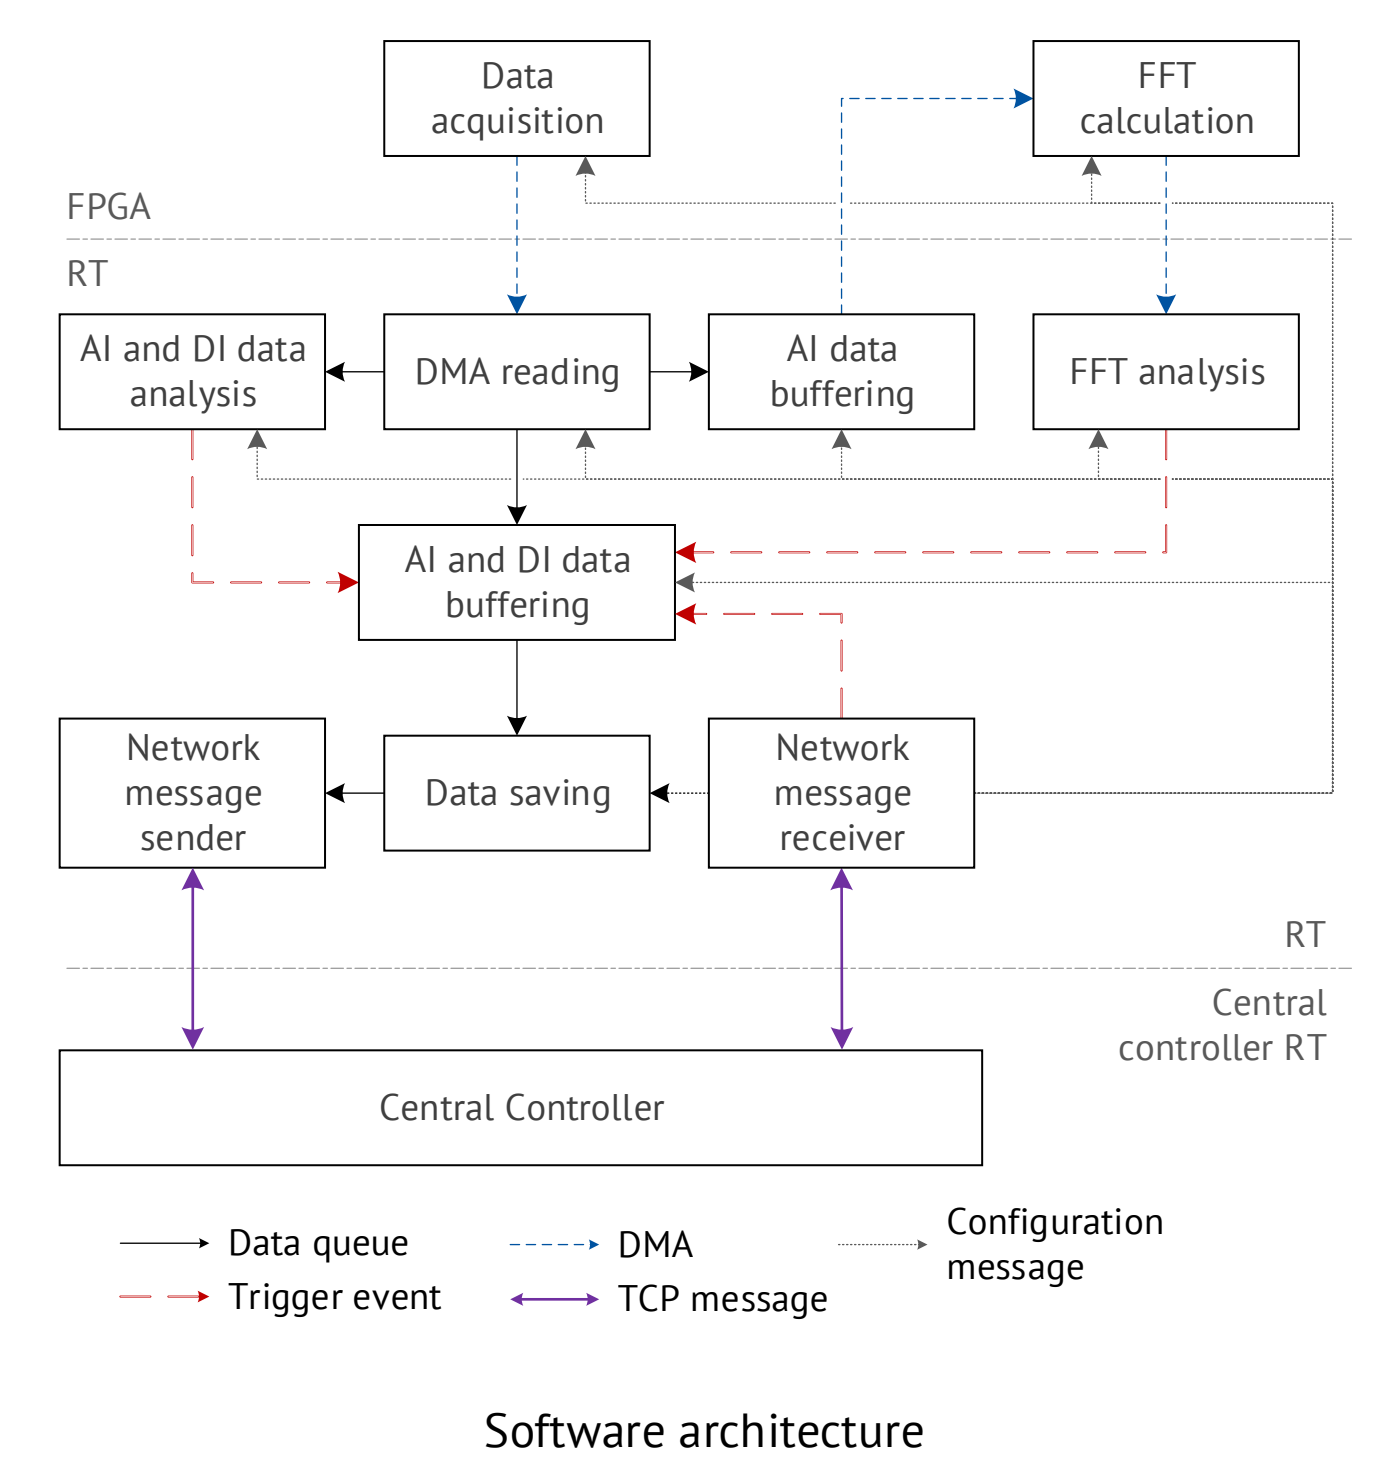 Data
acquisition
FFT
calculation
FPGA
RT
AI and DI data
analysis
DMA reading
AI data
buffering
FFT analysis
AI and DI data
buffering
Network
message
sender
Data saving
Network
message
receiver
RT
Central
controller RT
Central Controller
Data queue
DMA
Configuration
message
Trigger event
TCP message
Software architecture